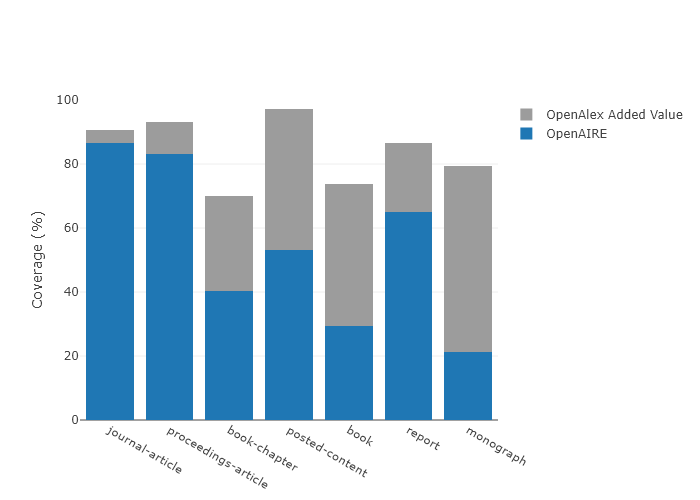 100
80
60
40
20
0
Coverage (%)
journal-article
proceedings-article
book-chapter
posted-content
book
report
monograph
OpenAlex Added Value
OpenAIRE